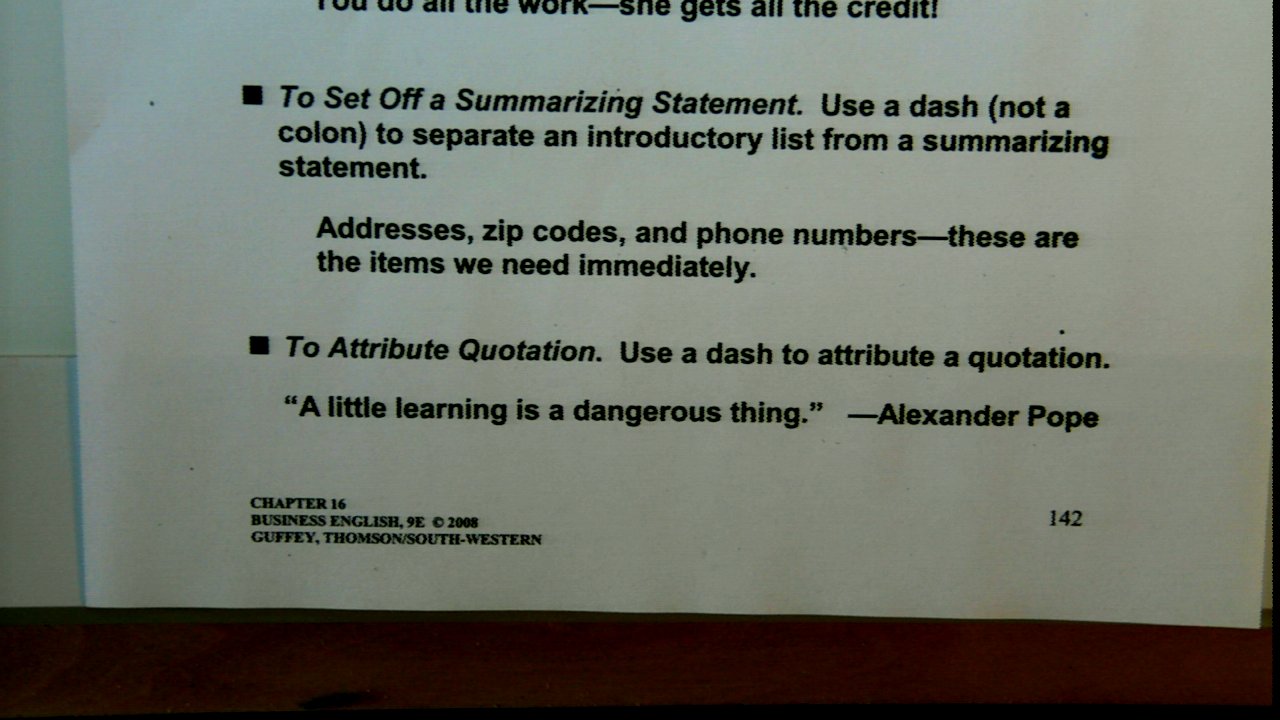 You do all the work—she gets all the credit!
■ To Set Off a Summarizing Statement. Use a dash (not a
colon) to separate an introductory list from a summarizing
statement.
Addresses, zip codes, and phone numbers—these are
the items we need immediately.
■ To Attribute Quotation. Use a dash to attribute a quotation.
“A little learning is a dangerous thing.” —Alexander Pope
CHAPTER 16
BUSINESS ENGLISH, 9E © 2008
GUFFEY, THOMSON/SOUTH-WESTERN
142